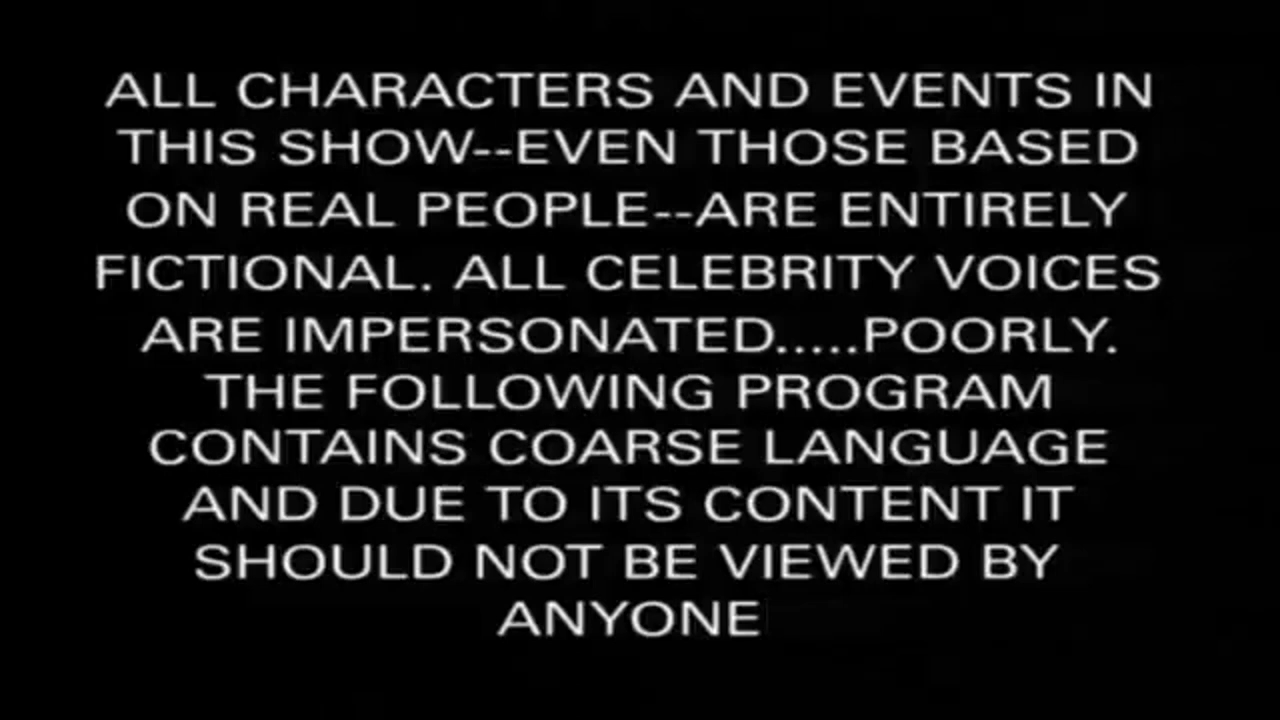 ALL CHARACTERS AND EVENTS IN
THIS SHOW--EVEN THOSE BASED
ON REAL PEOPLE--ARE ENTIRELY
FICTIONAL. ALL CELEBRITY VOICES
ARE IMPERSONATED.....POORLY.
THE FOLLOWING PROGRAM
CONTAINS COARSE LANGUAGE
AND DUE TO ITS CONTENT IT
SHOULD NOT BE VIEWED BY
ANYONE